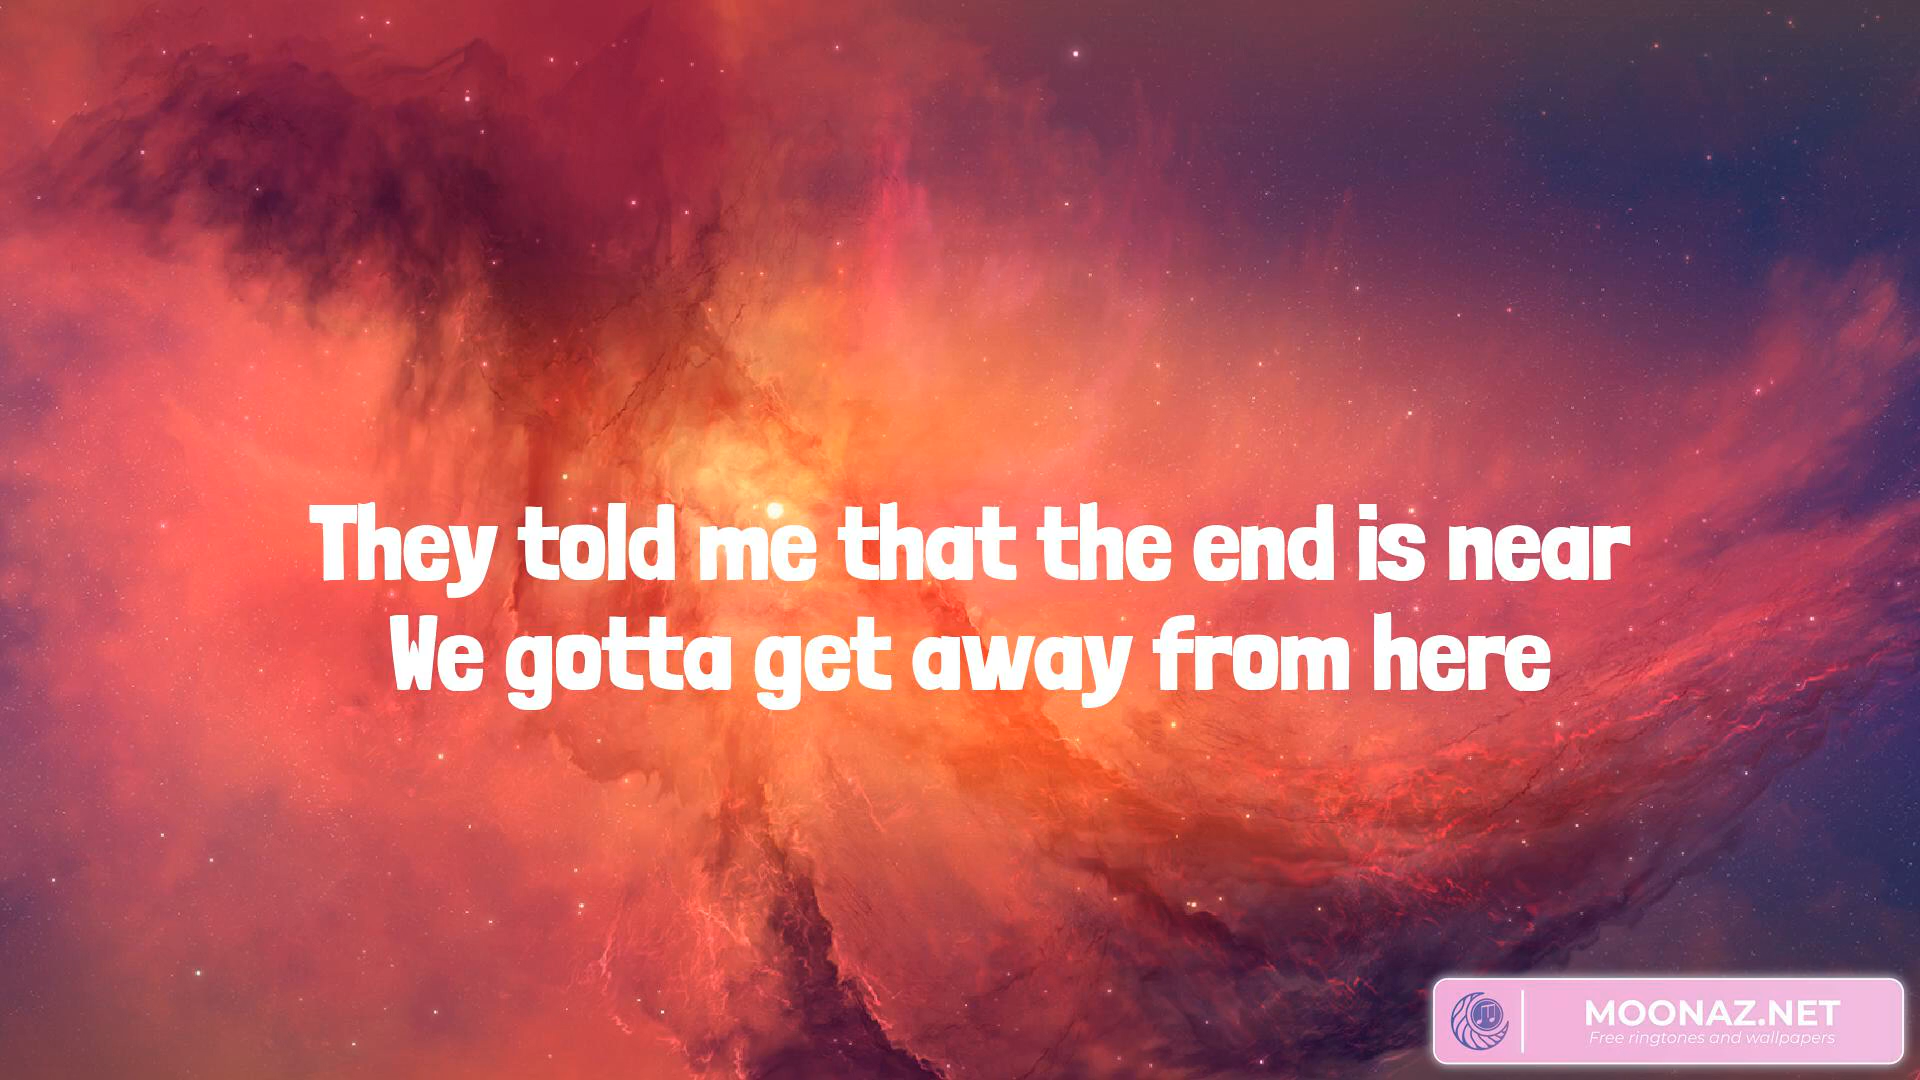 They told me that the end is near
We gotta get away from here
MOONAZ.NET
Free ringtones and wallpapers